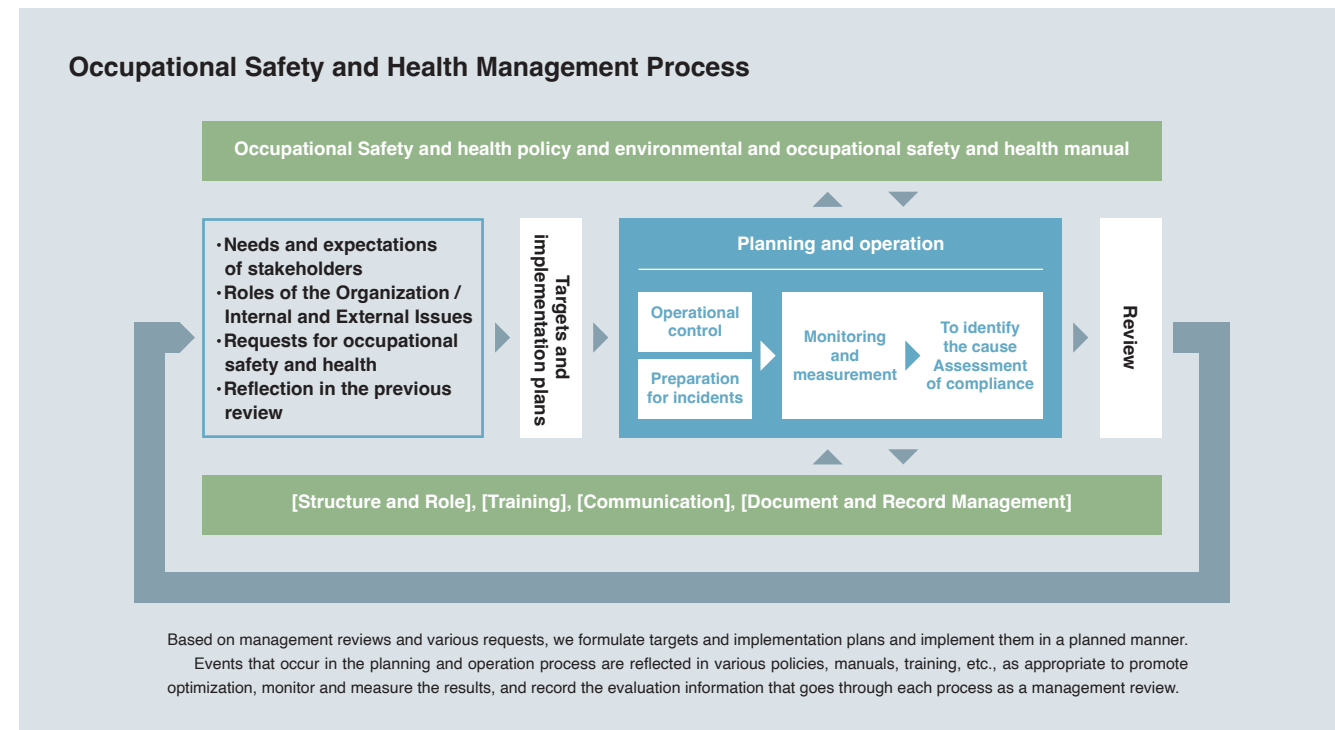 Occupational Safety and Health Management Process
Occupational Safety and health policy and environmental and occupational safety and health manual
・Needs and expectations
of stakeholders
・Roles of the Organization /
Internal and External Issues
・Requests for occupational
safety and health
・Reflection in the previous
review
Targets and
implementation plans
Planning and operation
Operational
control
Preparation
for incidents
Monitoring
and
measurement
To identify
the cause
Assessment
of compliance
Review
[Structure and Role], [Training], [Communication], [Document and Record Management]
Based on management reviews and various requests, we formulate targets and implementation plans and implement them in a planned manner.
Events that occur in the planning and operation process are reflected in various policies, manuals, training, etc., as appropriate to promote
optimization, monitor and measure the results, and record the evaluation information that goes through each process as a management review.